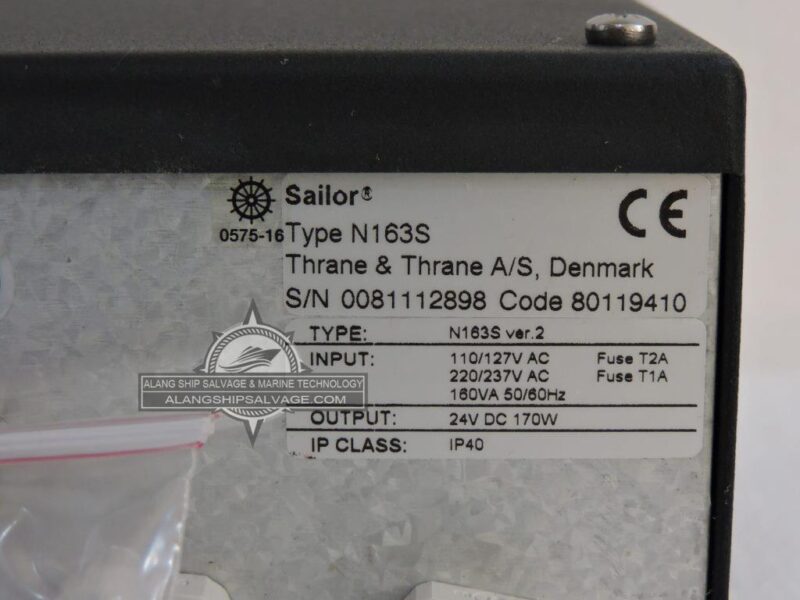 Sailor®
0575-16
Type N163S
Thrane & Thrane A/S, Denmark
S/N 0081112898 Code 80119410
CE
TYPE: N163S ver.2
INPUT: 110/127V AC Fuse T2A
220/237V AC Fuse T1A
160VA 50/60Hz
OUTPUT: 24V DC 170W
IP CLASS: IP40
ALANG SHIP SALVAGE & MARINE TECHNOLOGY
ALANGSHIPSALVAGE.COM